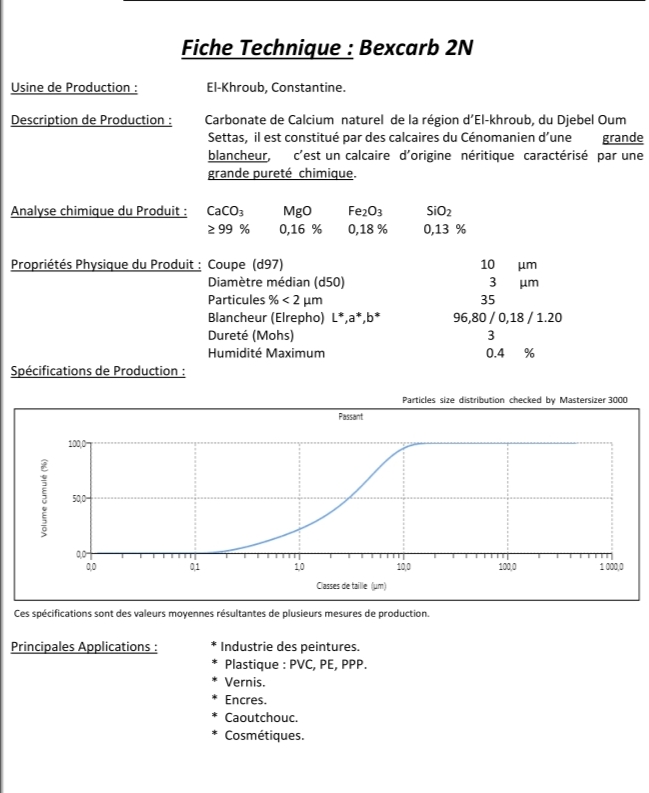 Fiche Technique : Bexcarb 2N
Usine de Production : El-Khroub, Constantine.
Description de Production : Carbonate de Calcium naturel de la région d’El-khroub, du Djebel Oum
Settas, il est constitué par des calcaires du Cénomanien d’une grande
blancheur, c’est un calcaire d’origine néritique caractérisé par une
grande pureté chimique.
Analyse chimique du Produit : CaCO₃ MgO Fe₂O₃ SiO₂
≥ 99 % 0,16 % 0,18 % 0,13 %
Propriétés Physique du Produit : Coupe (d97) 10 µm
Diamètre médian (d50) 3 µm
Particules % < 2 µm 35
Blancheur (Elrepho) L*,a*,b* 96,80 / 0,18 / 1.20
Dureté (Mohs) 3
Humidité Maximum 0.4 %
Spécifications de Production :
Particles size distribution checked by Mastersizer 3000
Passant
Volume cumulé (%)
100,0
50,0
0,0
0,0 0,1 1,0 10,0 100,0 1 000,0
Classes de taille (µm)
Ces spécifications sont des valeurs moyennes résultantes de plusieurs mesures de production.
Principales Applications : * Industrie des peintures.
* Plastique : PVC, PE, PPP.
* Vernis.
* Encres.
* Caoutchouc.
* Cosmétiques.